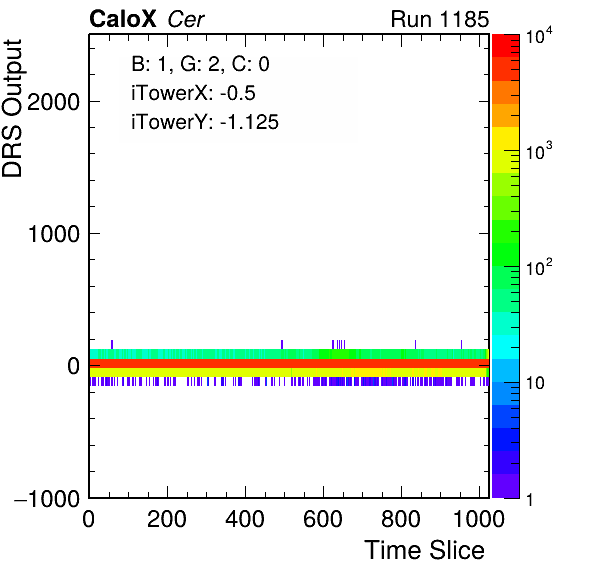 CaloX Cer Run 1185
B: 1, G: 2, C: 0
iTowerX: -0.5
iTowerY: -1.125
DRS Output
2000
1000
0
−1000
0 200 400 600 800 1000
Time Slice
10^4
10^3
10^2
10
1